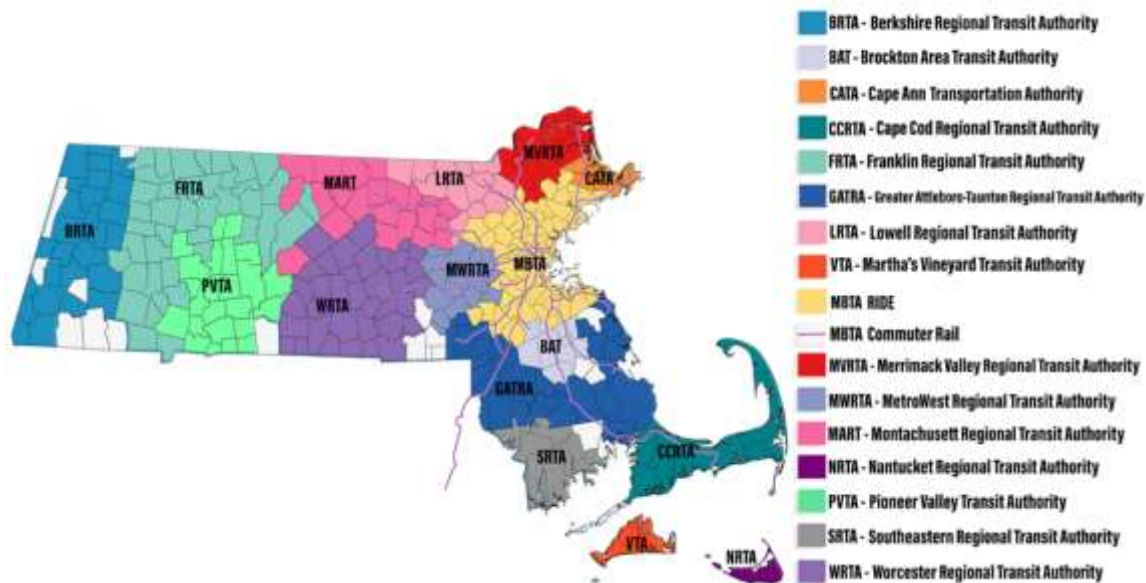 BRTA - Berkshire Regional Transit Authority
BAT - Brockton Area Transit Authority
CATA - Cape Ann Transportation Authority
CCRTA - Cape Cod Regional Transit Authority
FRTA - Franklin Regional Transit Authority
GATRA - Greater Attleboro-Taunton Regional Transit Authority
LRTA - Lowell Regional Transit Authority
VTA - Martha's Vineyard Transit Authority
MBTA RIDE
MBTA Commuter Rail
MVRTA - Merrimack Valley Regional Transit Authority
MWRTA - MetroWest Regional Transit Authority
MART - Montachusett Regional Transit Authority
NRTA - Nantucket Regional Transit Authority
PVTA - Pioneer Valley Transit Authority
SRTA - Southeastern Regional Transit Authority
WRTA - Worcester Regional Transit Authority
MVRTA
LRTA
CATA
FRTA
MART
BRTA
MBTA
MWRTA
PVTA
WRTA
BAT
GATRA
SRTA
CCRTA
VTA
NRTA